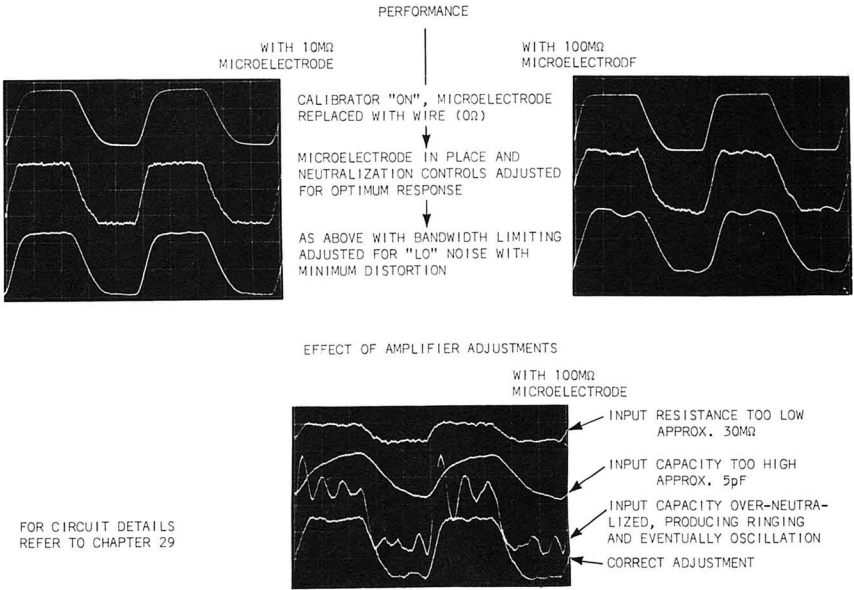 PERFORMANCE
WITH 10MΩ
MICROELECTRODE
WITH 100MΩ
MICROELECTRODF
CALIBRATOR "ON", MICROELECTRODE
REPLACED WITH WIRE (0Ω)
MICROELECTRODE IN PLACE AND
NEUTRALIZATION CONTROLS ADJUSTED
FOR OPTIMUM RESPONSE
AS ABOVE WITH BANDWIDTH LIMITING
ADJUSTED FOR "LO" NOISE WITH
MINIMUM DISTORTION
EFFECT OF AMPLIFIER ADJUSTMENTS
WITH 100MΩ
MICROELECTRODE
INPUT RESISTANCE TOO LOW
APPROX. 30MΩ
INPUT CAPACITY TOO HIGH
APPROX. 5pF
INPUT CAPACITY OVER-NEUTRA-
LIZED, PRODUCING RINGING
AND EVENTUALLY OSCILLATION
CORRECT ADJUSTMENT
FOR CIRCUIT DETAILS
REFER TO CHAPTER 29